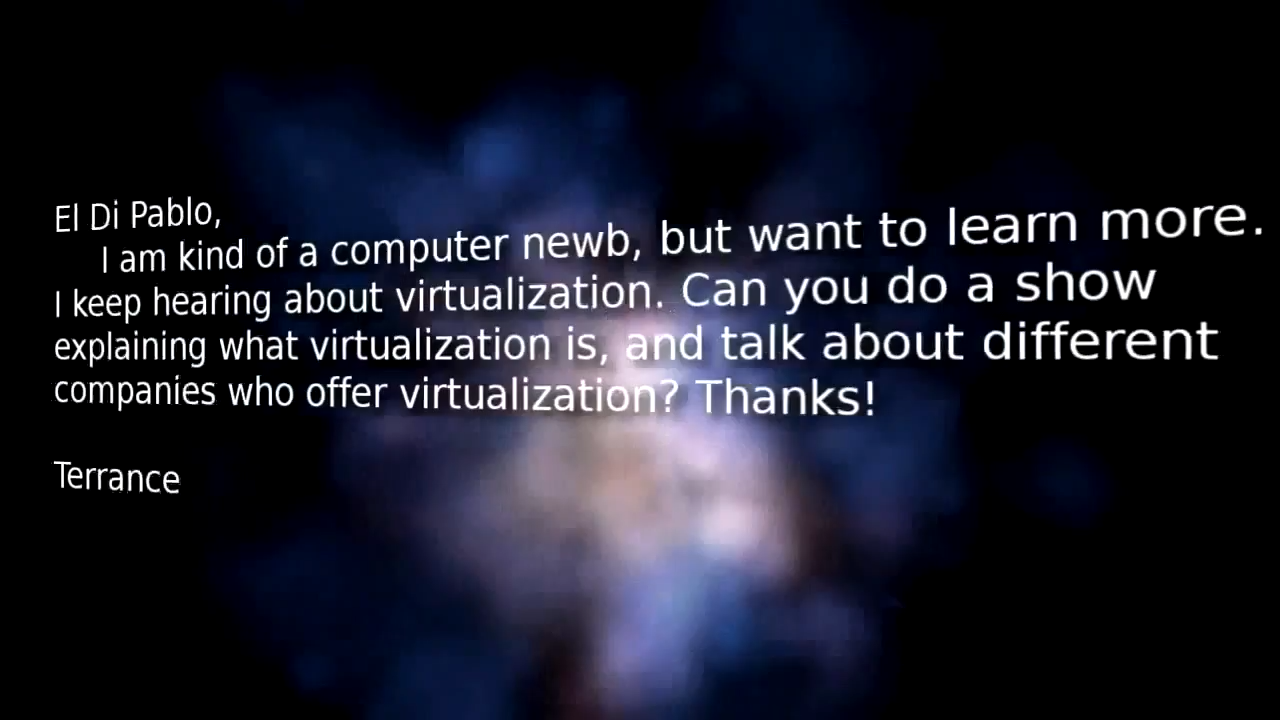 El Di Pablo,
I am kind of a computer newb, but want to learn more.
I keep hearing about virtualization. Can you do a show
explaining what virtualization is, and talk about different
companies who offer virtualization? Thanks!
Terrance